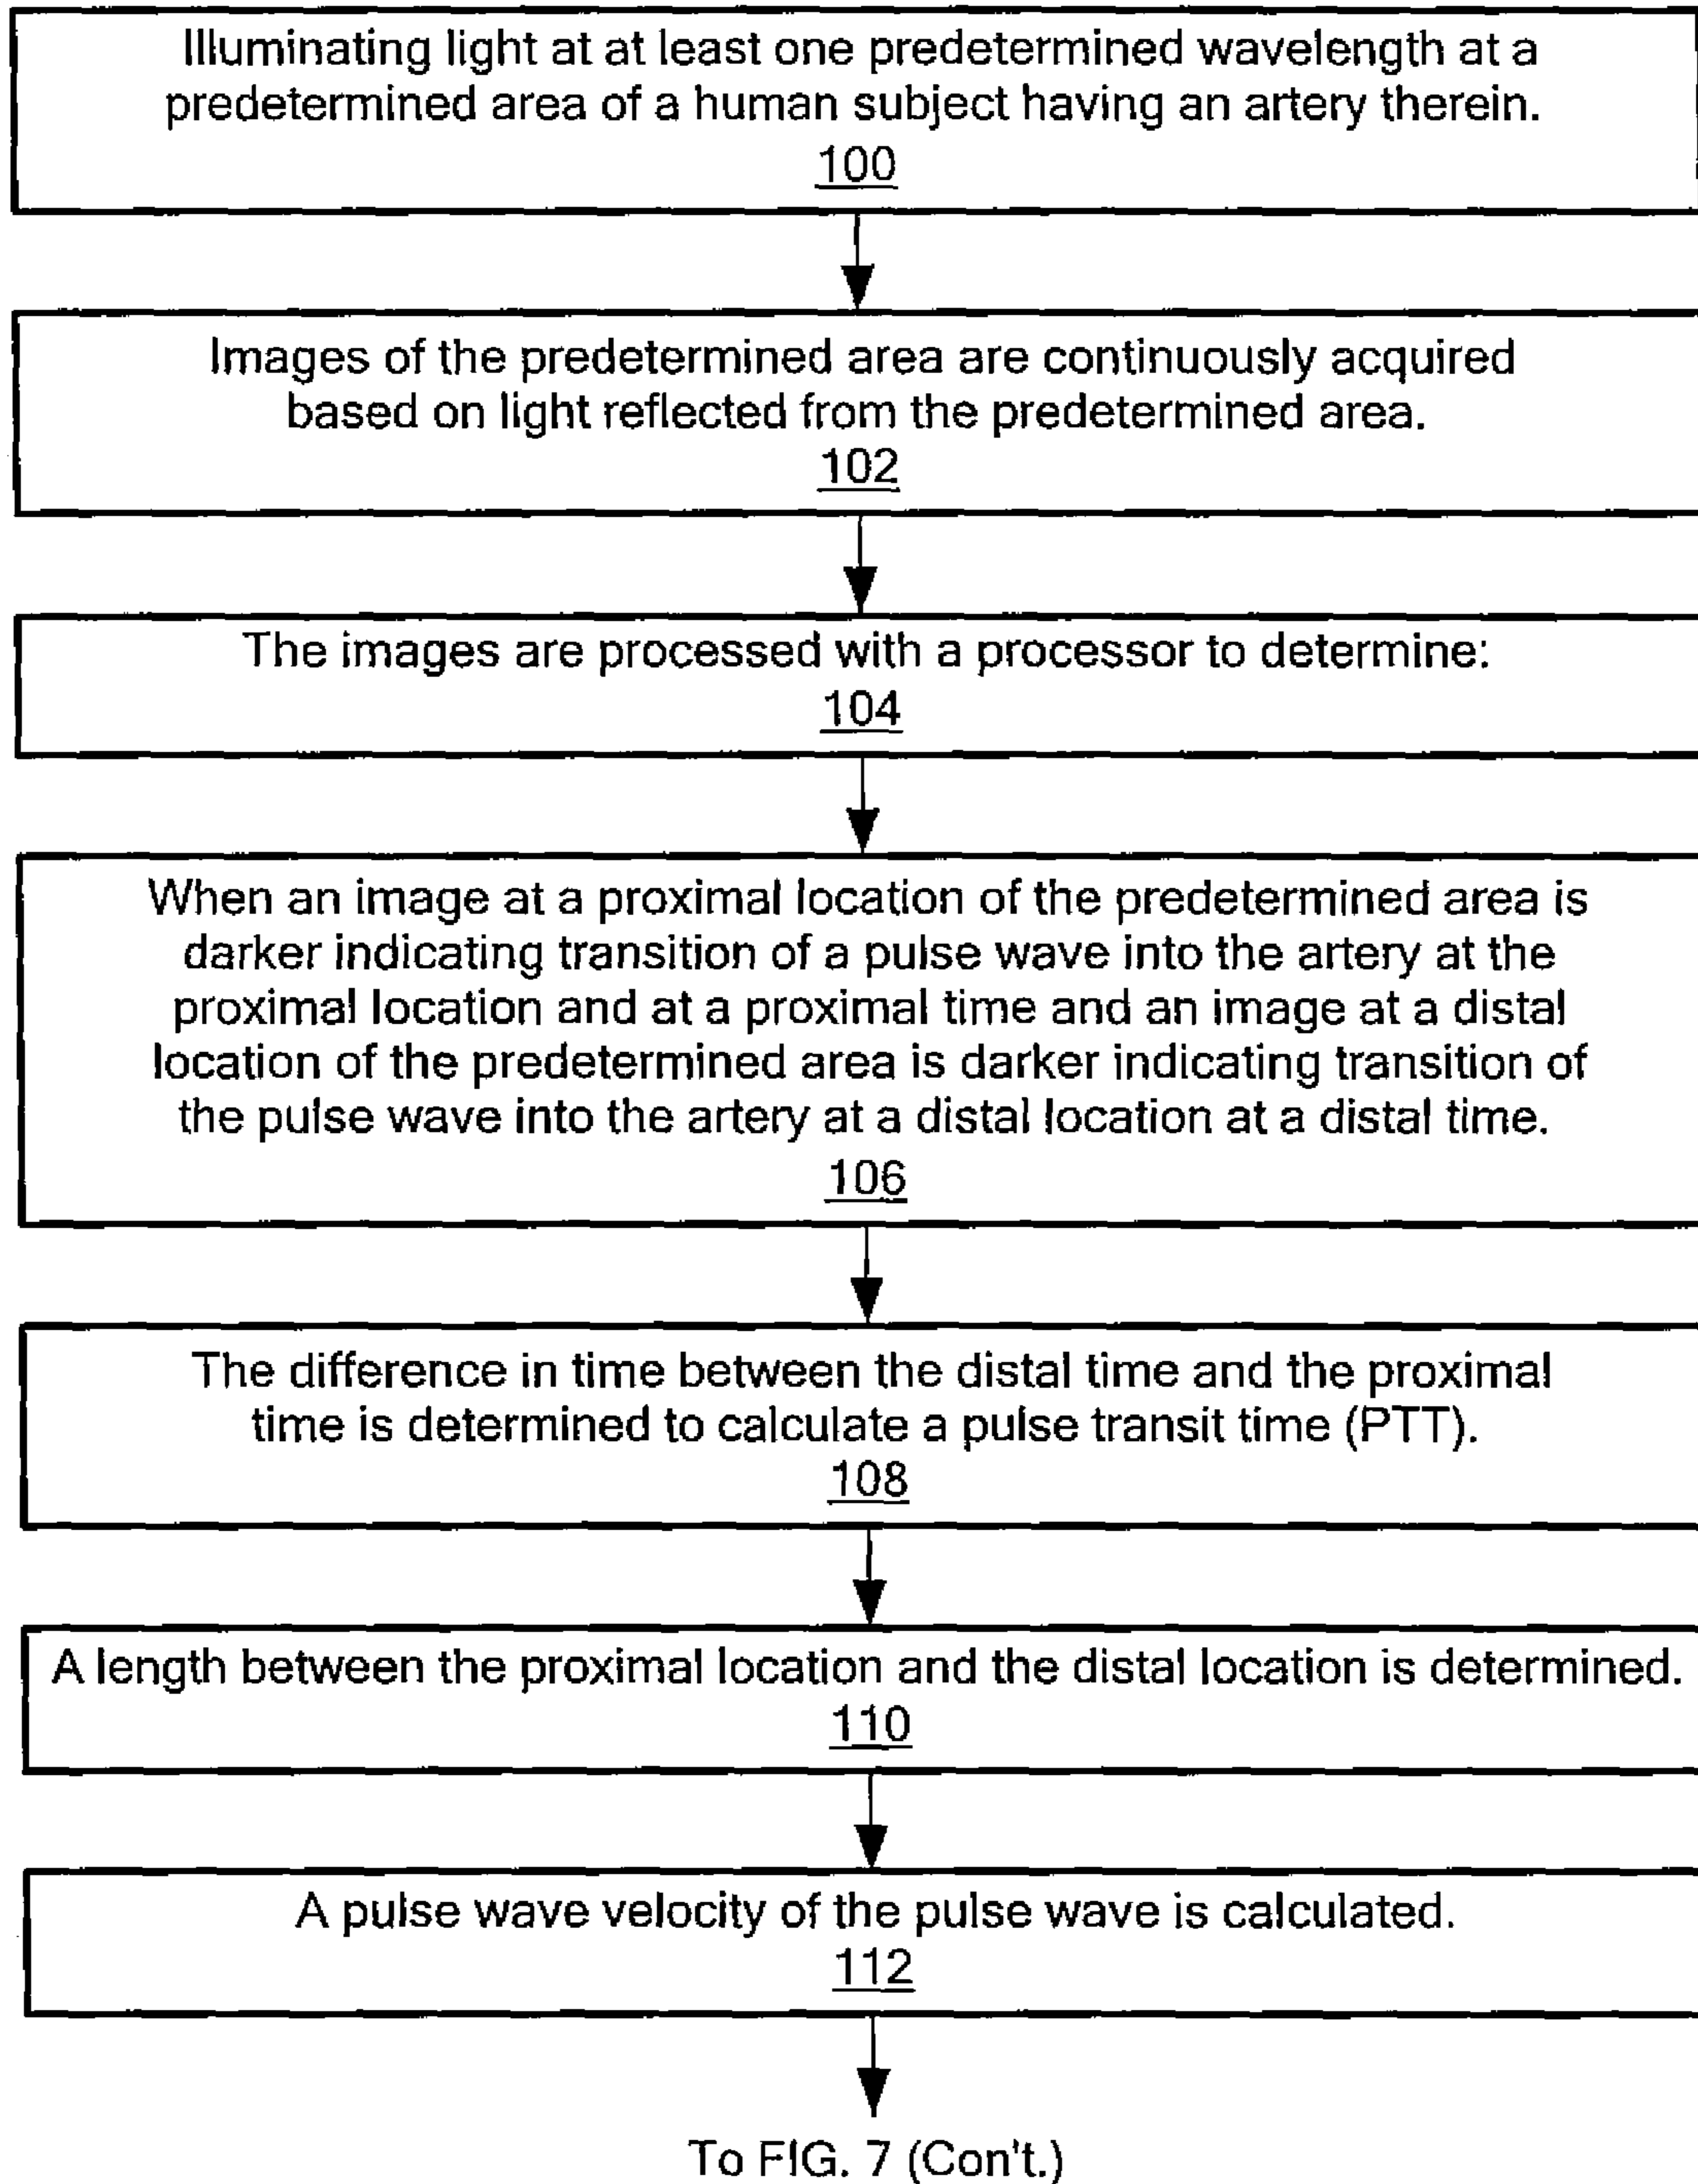 Illuminating light at at least one predetermined wavelength at a
predetermined area of a human subject having an artery therein.
100
Images of the predetermined area are continuously acquired
based on light reflected from the predetermined area.
102
The images are processed with a processor to determine:
104
When an image at a proximal location of the predetermined area is
darker indicating transition of a pulse wave into the artery at the
proximal location and at a proximal time and an image at a distal
location of the predetermined area is darker indicating transition of
the pulse wave into the artery at a distal location at a distal time.
106
The difference in time between the distal time and the proximal
time is determined to calculate a pulse transit time (PTT).
108
A length between the proximal location and the distal location is determined.
110
A pulse wave velocity of the pulse wave is calculated.
112
To FIG. 7 (Con't.)